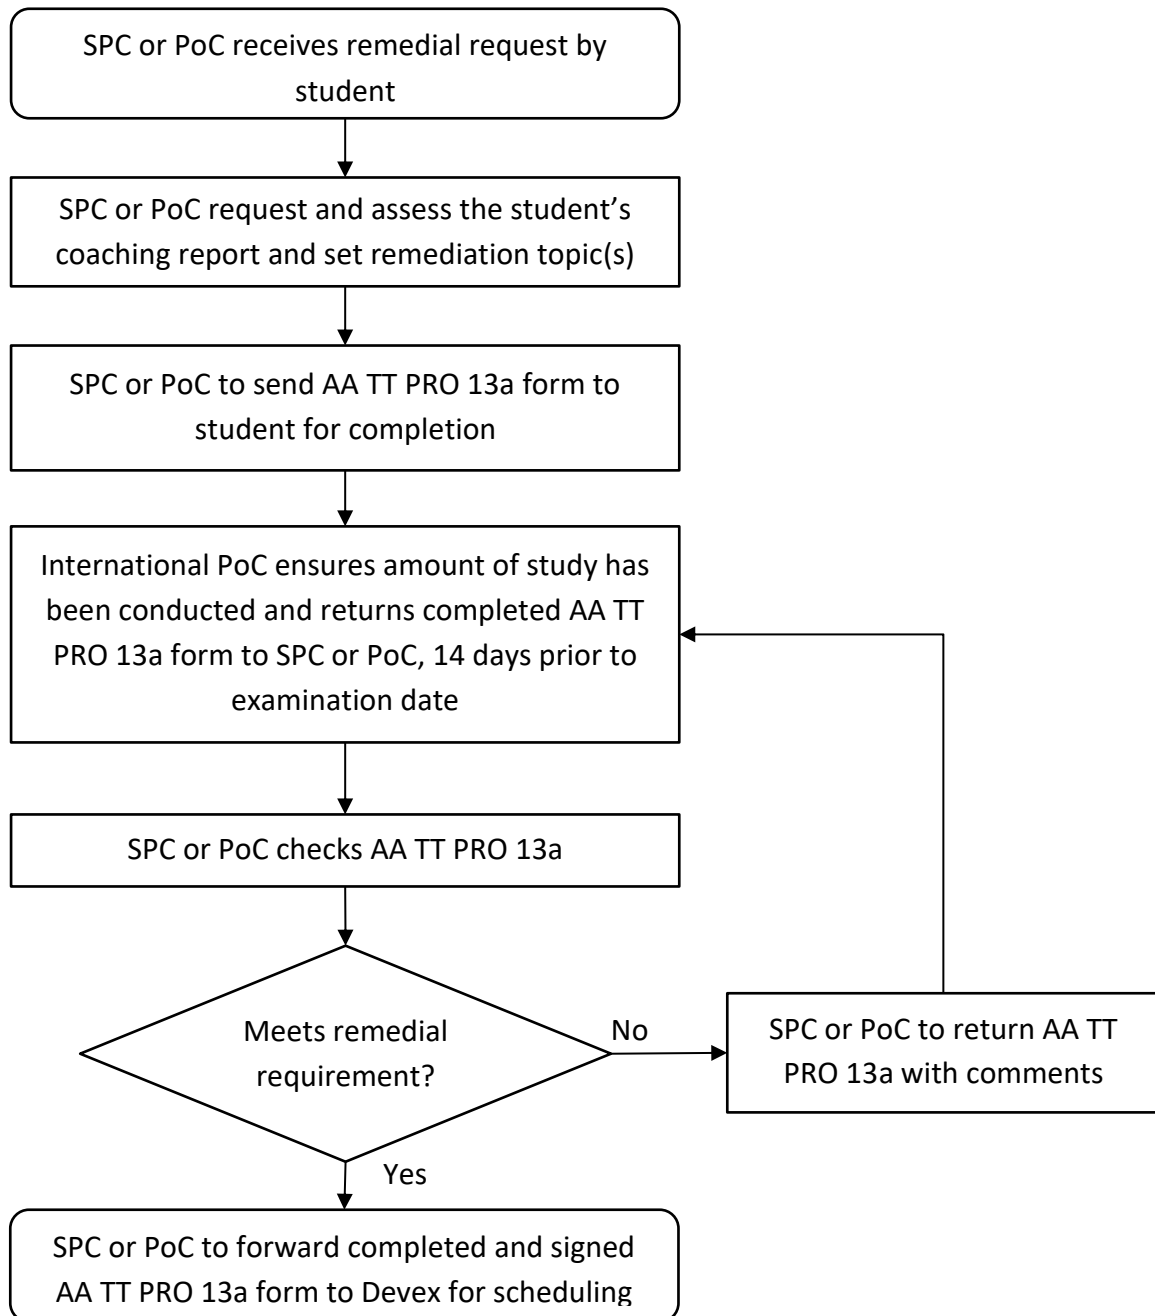 SPC or PoC receives remedial request by
student
SPC or PoC request and assess the student’s
coaching report and set remediation topic(s)
SPC or PoC to send AA TT PRO 13a form to
student for completion
International PoC ensures amount of study has
been conducted and returns completed AA TT
PRO 13a form to SPC or PoC, 14 days prior to
examination date
SPC or PoC checks AA TT PRO 13a
Meets remedial
requirement?
No
SPC or PoC to return AA TT
PRO 13a with comments
Yes
SPC or PoC to forward completed and signed
AA TT PRO 13a form to Devex for scheduling